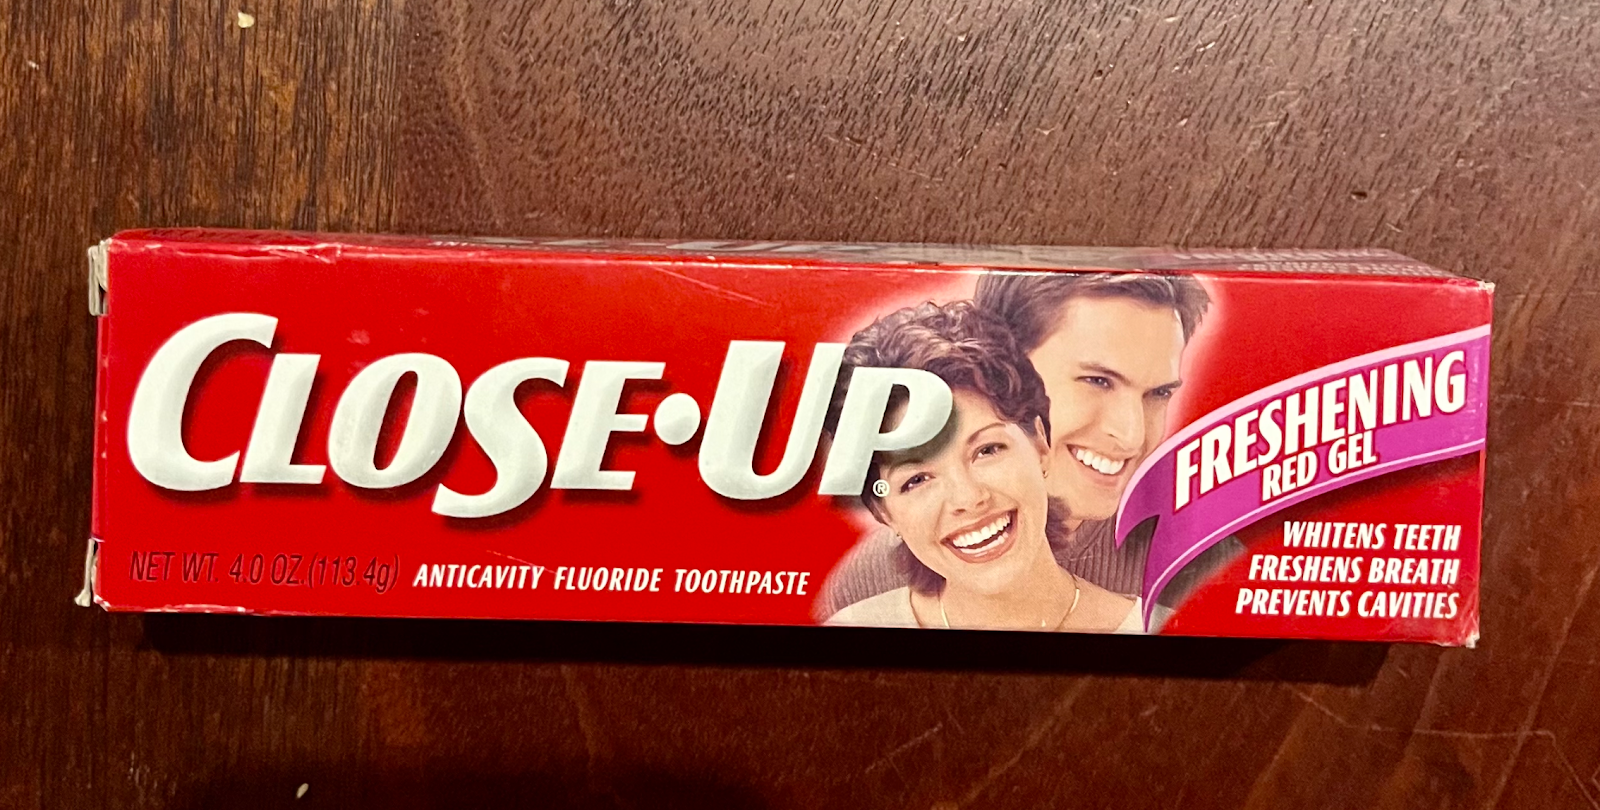 CLOSE•UP®
FRESHENING
RED GEL
WHITENS TEETH
FRESHENS BREATH
PREVENTS CAVITIES
NET WT. 4.0 OZ.(113.4g)
ANTICAVITY FLUORIDE TOOTHPASTE